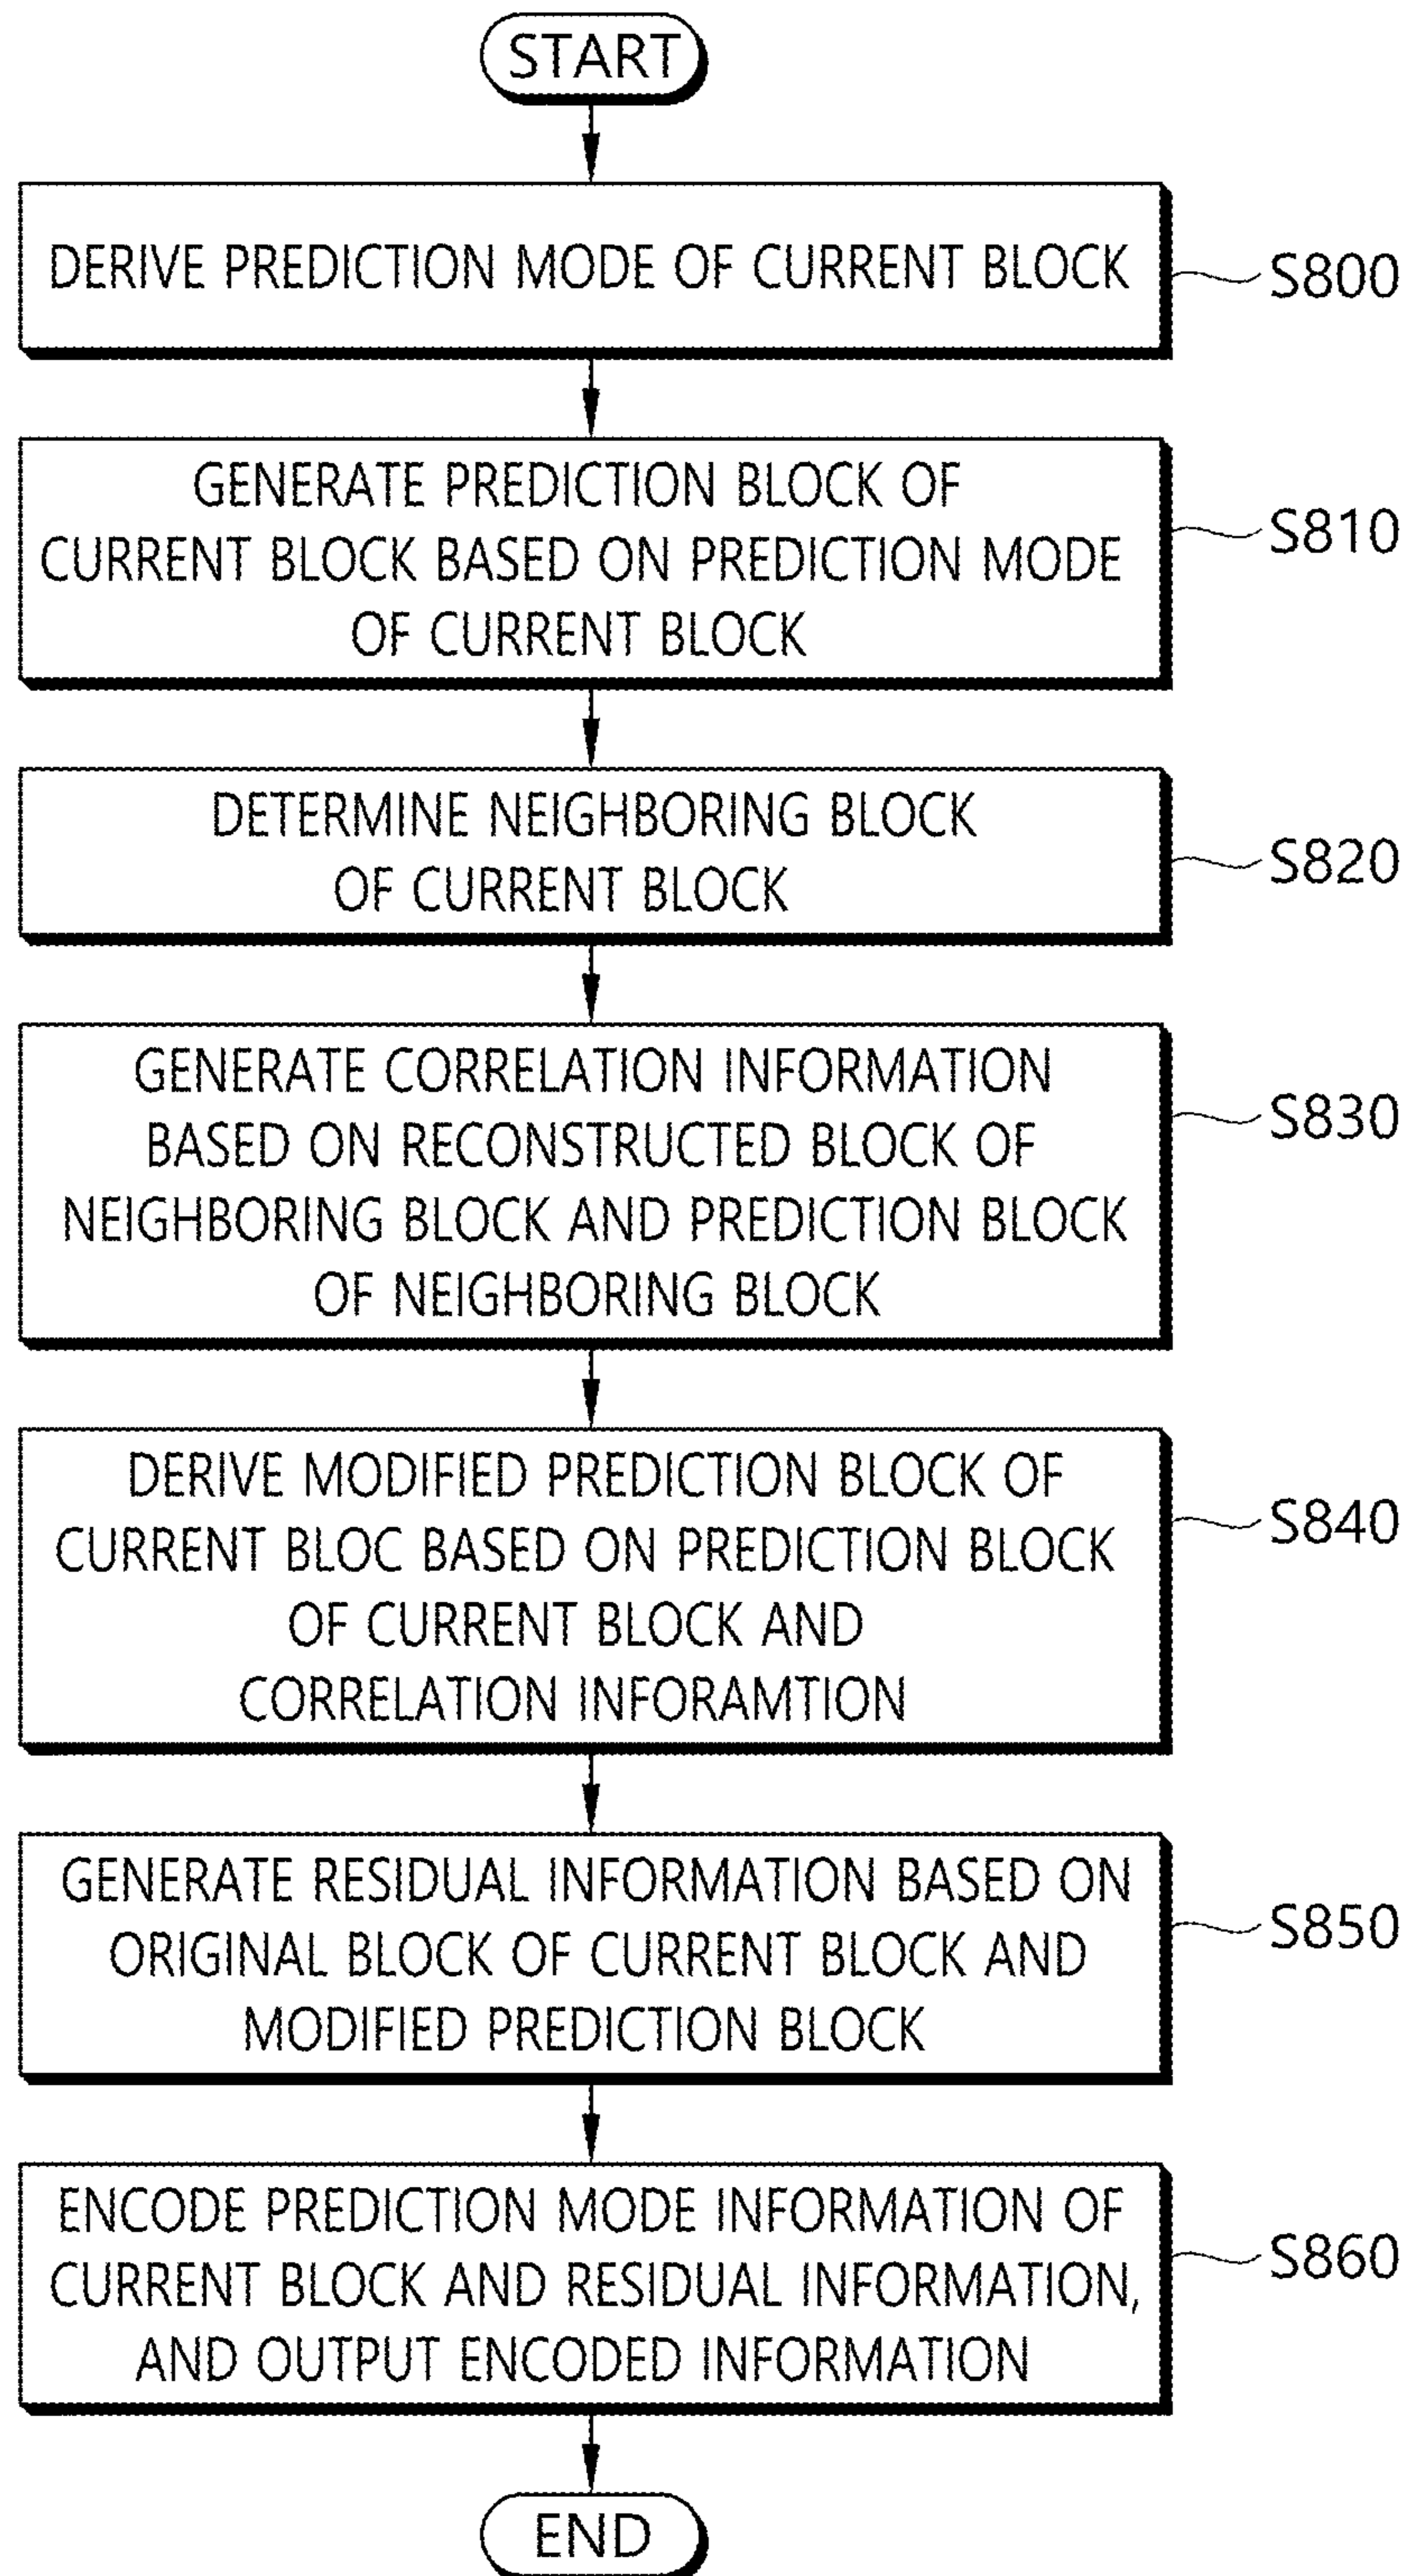 START
DERIVE PREDICTION MODE OF CURRENT BLOCK
S800
GENERATE PREDICTION BLOCK OF
CURRENT BLOCK BASED ON PREDICTION MODE
OF CURRENT BLOCK
S810
DETERMINE NEIGHBORING BLOCK
OF CURRENT BLOCK
S820
GENERATE CORRELATION INFORMATION
BASED ON RECONSTRUCTED BLOCK OF
NEIGHBORING BLOCK AND PREDICTION BLOCK
OF NEIGHBORING BLOCK
S830
DERIVE MODIFIED PREDICTION BLOCK OF
CURRENT BLOC BASED ON PREDICTION BLOCK
OF CURRENT BLOCK AND
CORRELATION INFORAMTION
S840
GENERATE RESIDUAL INFORMATION BASED ON
ORIGINAL BLOCK OF CURRENT BLOCK AND
MODIFIED PREDICTION BLOCK
S850
ENCODE PREDICTION MODE INFORMATION OF
CURRENT BLOCK AND RESIDUAL INFORMATION,
AND OUTPUT ENCODED INFORMATION
S860
END